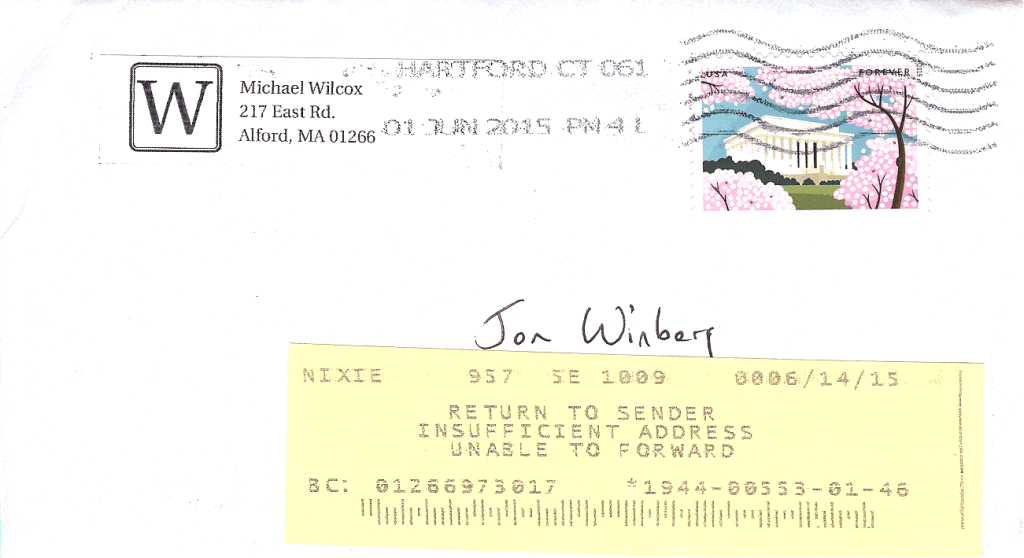 HARTFORD CT 061
01 JUN 2015 PM 4 L
W
Michael Wilcox
217 East Rd.
Alford, MA 01266
USA FOREVER
Jon Winberg
NIXIE 957 SE 1009 0006/14/15
RETURN TO SENDER
INSUFFICIENT ADDRESS
UNABLE TO FORWARD
BC: 01266973017 *1944-00553-01-46